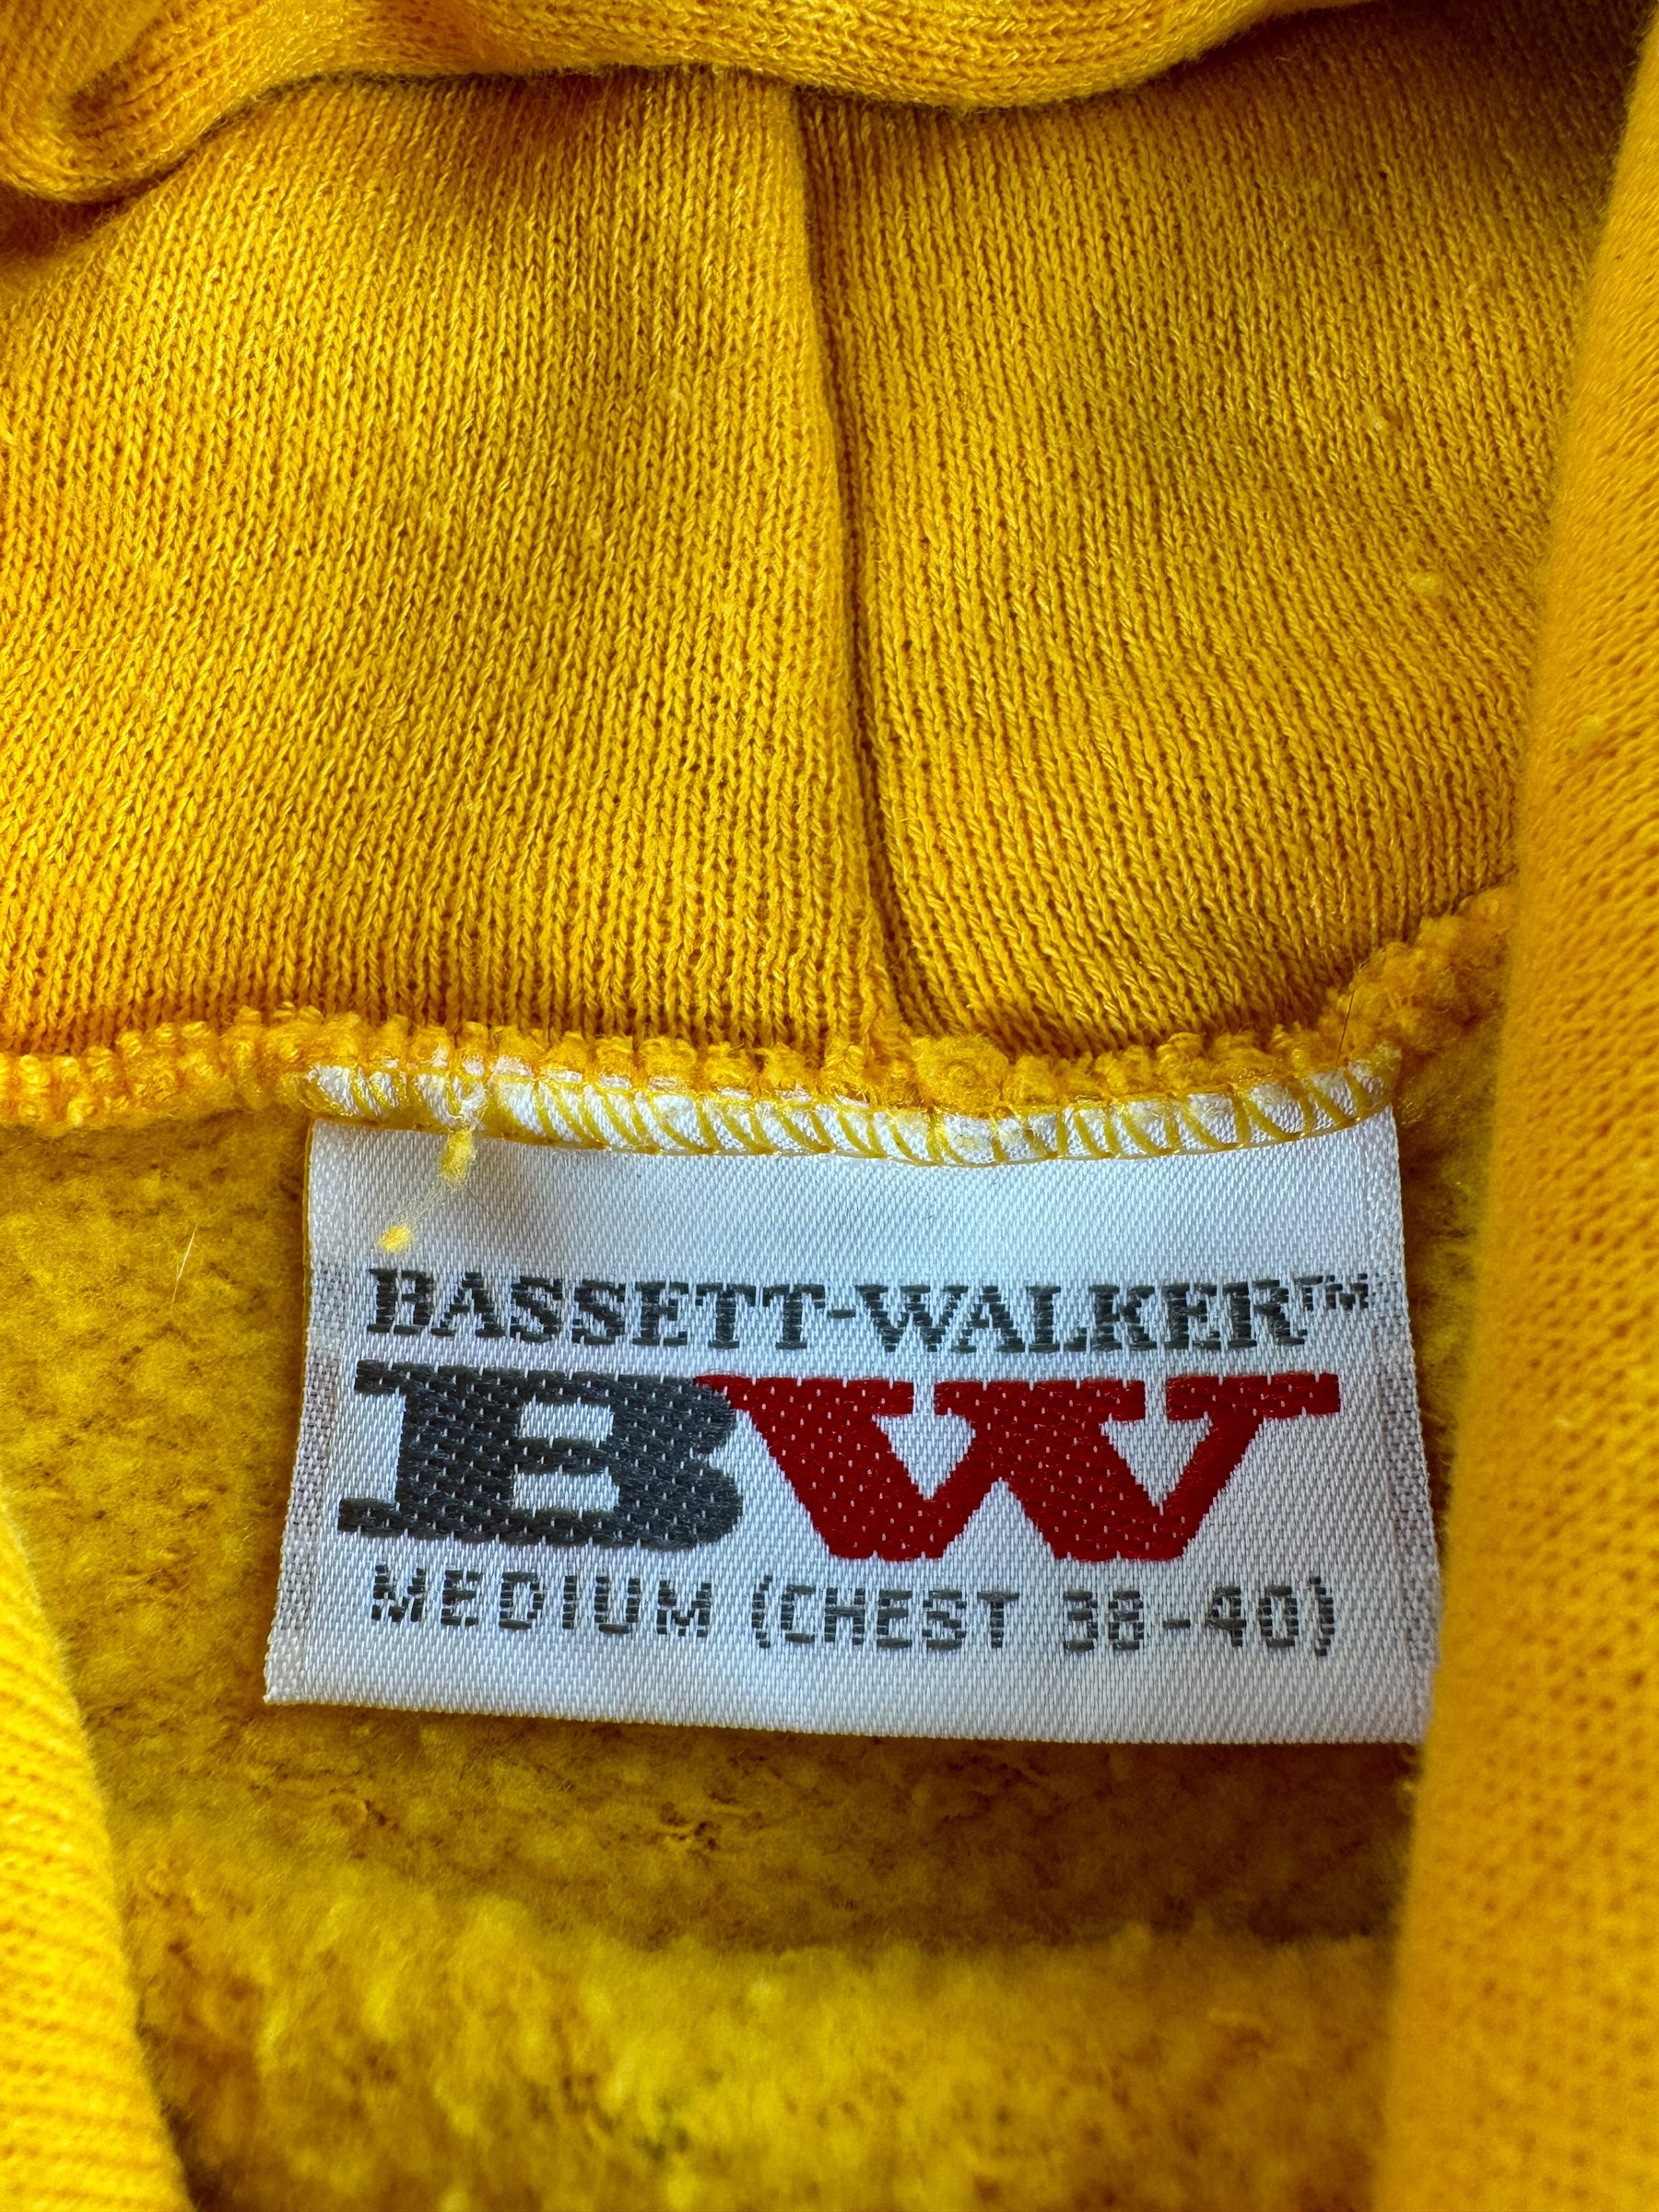 BASSETT-WALKER™
BW
MEDIUM (CHEST 38-40)